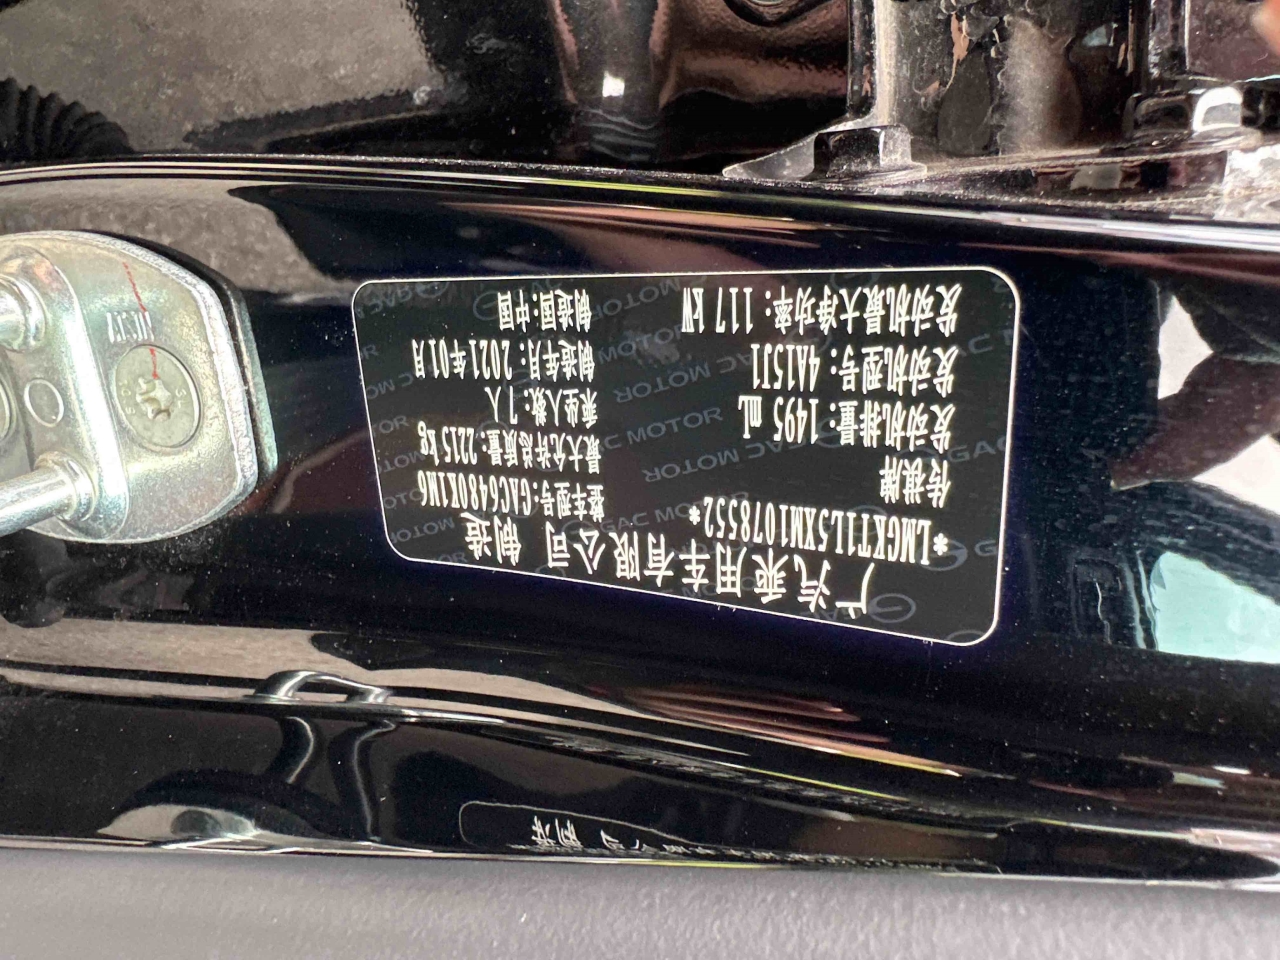 广汽乘用车有限公司 制造
*LMGKT1L5XM1078552*
传祺牌 整车型号:GAC6480K1M6
发动机排量: 1495 mL 最大允许总质量: 2215 kg
发动机型号: 4A15J1 乘坐人数: 7人
发动机最大净功率: 117 kW 制造年月: 2021年01月
制造国:中国
GAC MOTOR